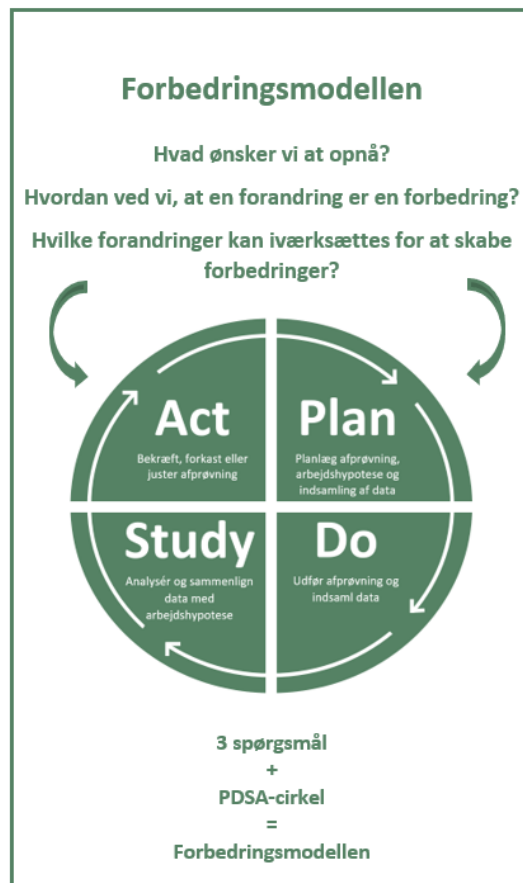 Forbedringsmodellen
Hvad ønsker vi at opnå?
Hvordan ved vi, at en forandring er en forbedring?
Hvilke forandringer kan iværksættes for at skabe
forbedringer?
Act
Bekræft, forkast eller
juster afprøvning
Plan
Planlæg afprøvning,
arbejdshypotese og
indsamling af data
Study
Analysér og sammenlign
data med
arbejdshypotese
Do
Udfør afprøvning og
indsaml data
3 spørgsmål
+
PDSA-cirkel
=
Forbedringsmodellen